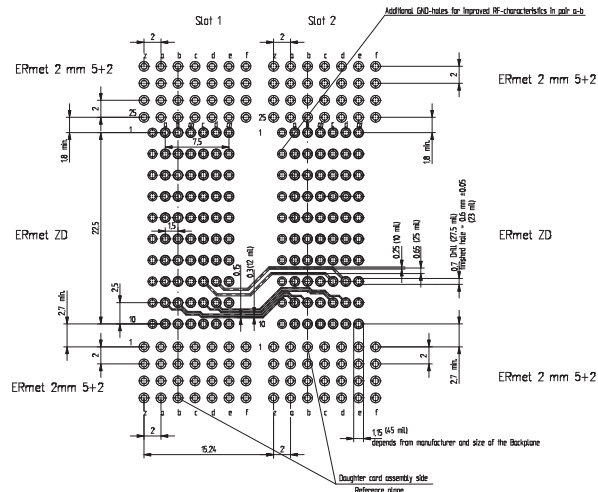 Slot 1
Slot 2
Additional GND-holes for improved RF-characteristics in pair a-b
2
2
z a b c d e f
z a b c d e f
ERmet 2 mm 5+2
ERmet 2 mm 5+2
2
2
25
25
1
1
1.8 min.
1.8 min.
7,5
ERmet ZD
ERmet ZD
22,5
1,5
0,15
0,3(12 mil)
0.25 (10 mil)
0.65 (25 mil)
0.7 Drill (27.5 mil)
finished hole = 0.6 mm ±0.05
(23 mil)
2,5
2.7 min.
10
10
1
1
2
2
2.7 min.
ERmet 2mm 5+2
ERmet 2 mm 5+2
z a b c d e f
z a b c d e f
2
2
15,24
1,15 (45 mil)
depends from manufacturer and size of the Backplane
Daughter card assembly side
Reference plane